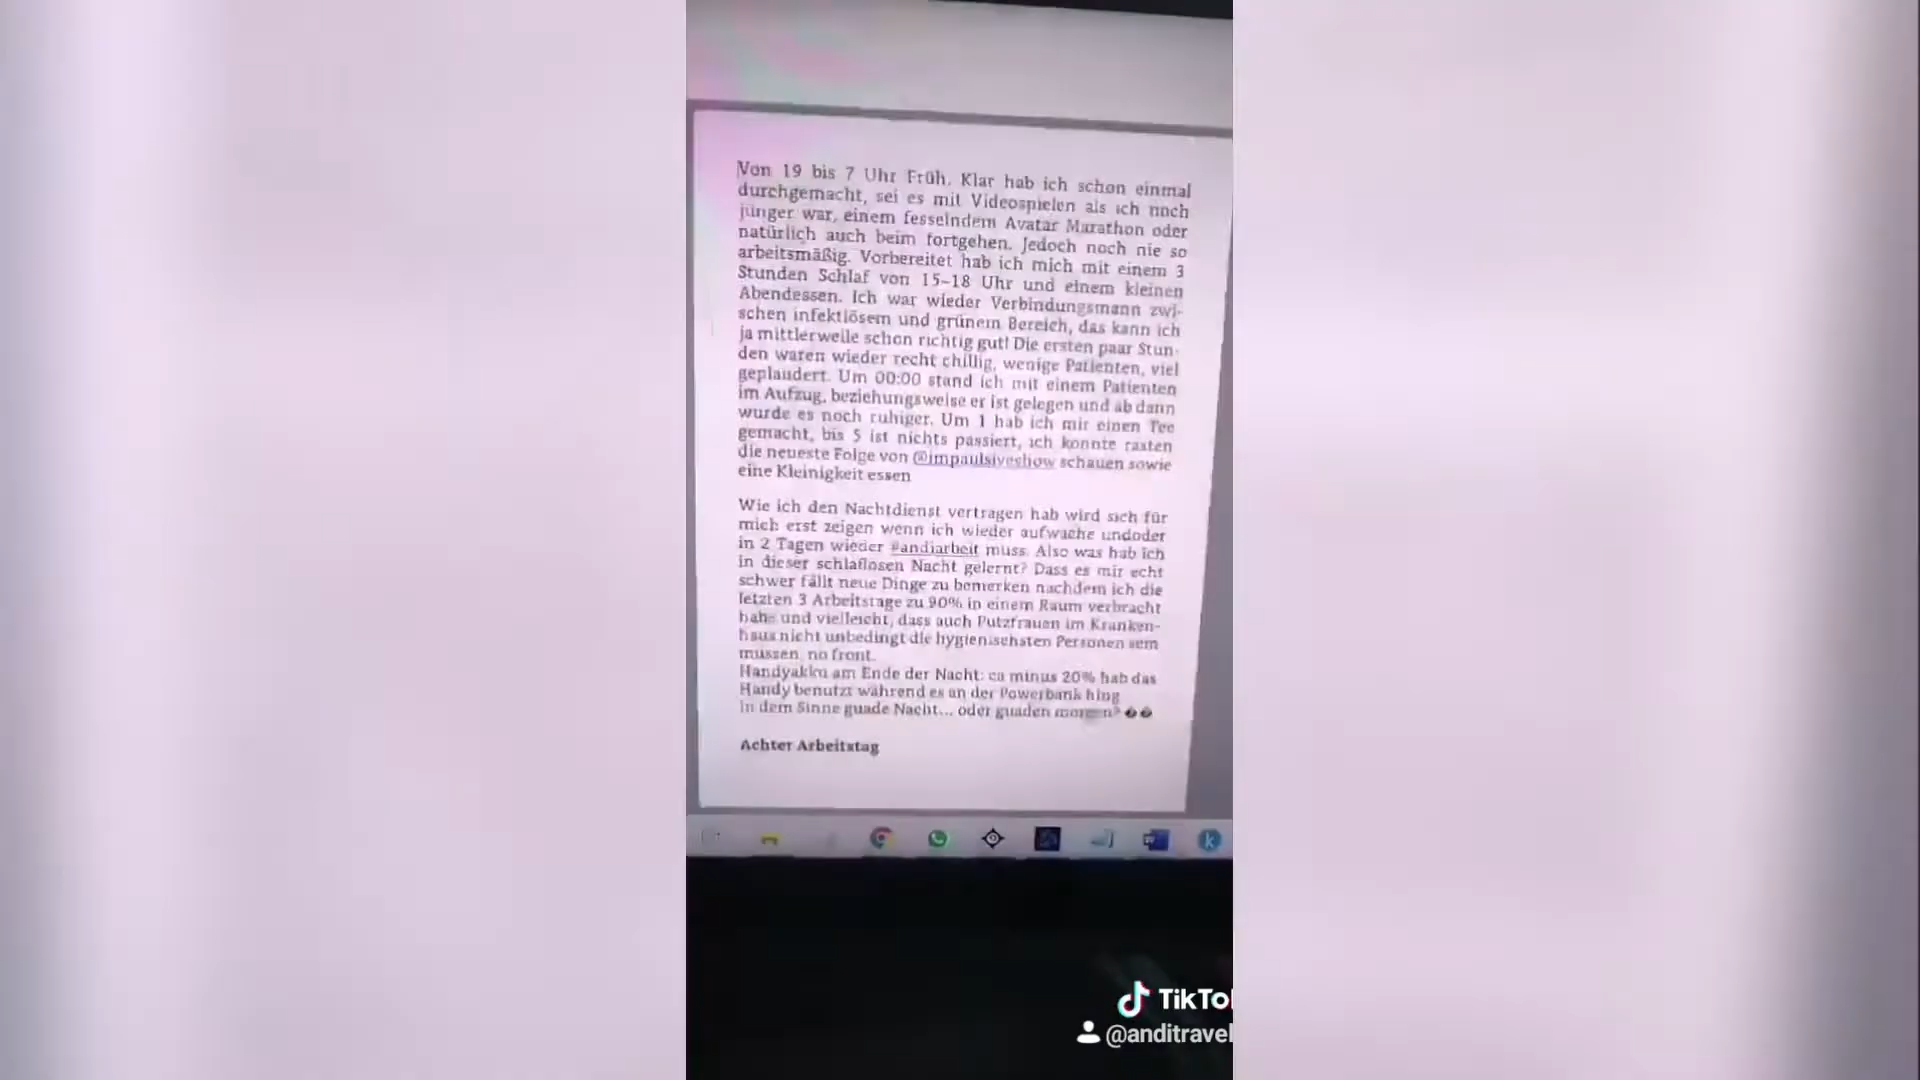 Von 19 bis 7 Uhr Früh. Klar hab ich schon einmal
durchgemacht, sei es mit Videospielen als ich noch
jünger war, einem fesselndem Avatar Marathon oder
natürlich auch beim fortgehen. Jedoch noch nie so
arbeitsmäßig. Vorbereitet hab ich mich mit einem 3
Stunden Schlaf von 15–18 Uhr und einem kleinen
Abendessen. Ich war wieder Verbindungsmann zwi-
schen infektiösem und grünem Bereich, das kann ich
ja mittlerweile schon richtig gut! Die ersten paar Stun-
den waren wieder recht chillig, wenige Patienten, viel
geplaudert. Um 00:00 stand ich mit einem Patienten
im Aufzug, beziehungsweise er ist gelegen und ab dann
wurde es noch ruhiger. Um 1 hab ich mir einen Tee
gemacht, bis 5 ist nichts passiert, ich konnte rasten
die neueste Folge von @impaulsiveshow schauen sowie
eine Kleinigkeit essen
Wie ich den Nachtdienst vertragen hab wird sich für
mich erst zeigen wenn ich wieder aufwache undoder
in 2 Tagen wieder #andiarbeit muss. Also was hab ich
in dieser schlaflosen Nacht gelernt? Dass es mir echt
schwer fällt neue Dinge zu bemerken nachdem ich die
letzten 3 Arbeitstage zu 90% in einem Raum verbracht
habe und vielleicht, dass auch Putzfrauen im Kranken-
haus nicht unbedingt die hygienischsten Personen sein
müssen, no front.
Handyakku am Ende der Nacht: ca minus 20% hab das
Handy benutzt während es an der Powerbank hing
In dem Sinne guade Nacht... oder guaden morgen? ��
Achter Arbeitstag
TikTo
@anditravel